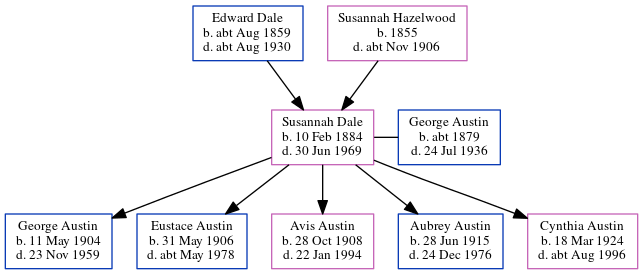 Edward Dale
b. abt Aug 1859
d. abt Aug 1930
Susannah Hazelwood
b. 1855
d. abt Nov 1906
Susannah Dale
b. 10 Feb 1884
d. 30 Jun 1969
George Austin
b. abt 1879
d. 24 Jul 1936
George Austin
b. 11 May 1904
d. 23 Nov 1959
Eustace Austin
b. 31 May 1906
d. abt May 1978
Avis Austin
b. 28 Oct 1908
d. 22 Jan 1994
Aubrey Austin
b. 28 Jun 1915
d. 24 Dec 1976
Cynthia Austin
b. 18 Mar 1924
d. abt Aug 1996